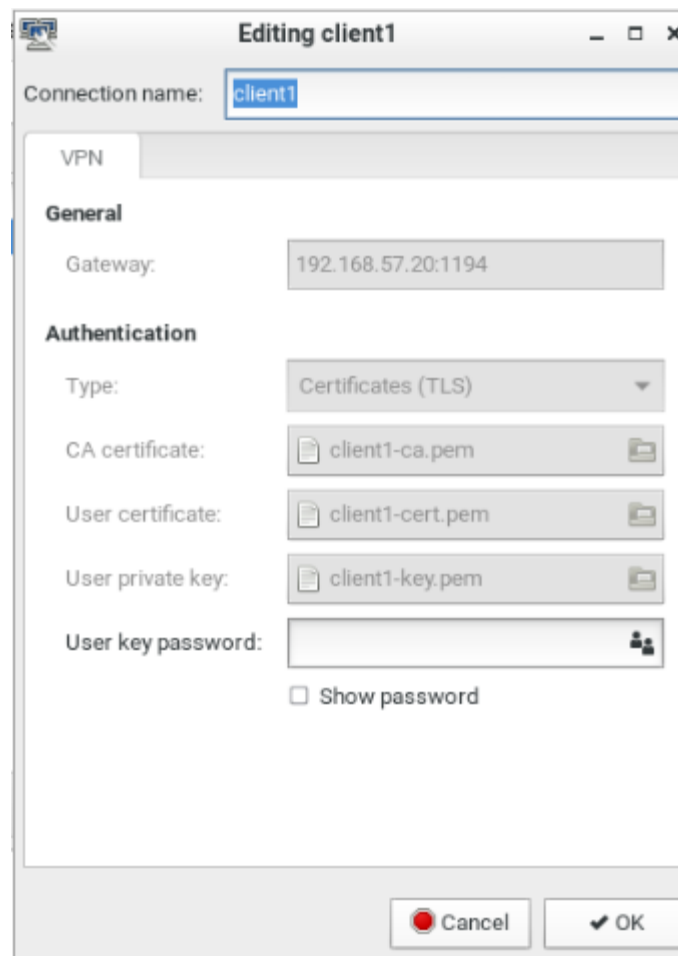 Editing client1
Connection name: client1
VPN
General
Gateway: 192.168.57.20:1194
Authentication
Type: Certificates (TLS)
CA certificate: client1-ca.pem
User certificate: client1-cert.pem
User private key: client1-key.pem
User key password:
Show password
Cancel OK